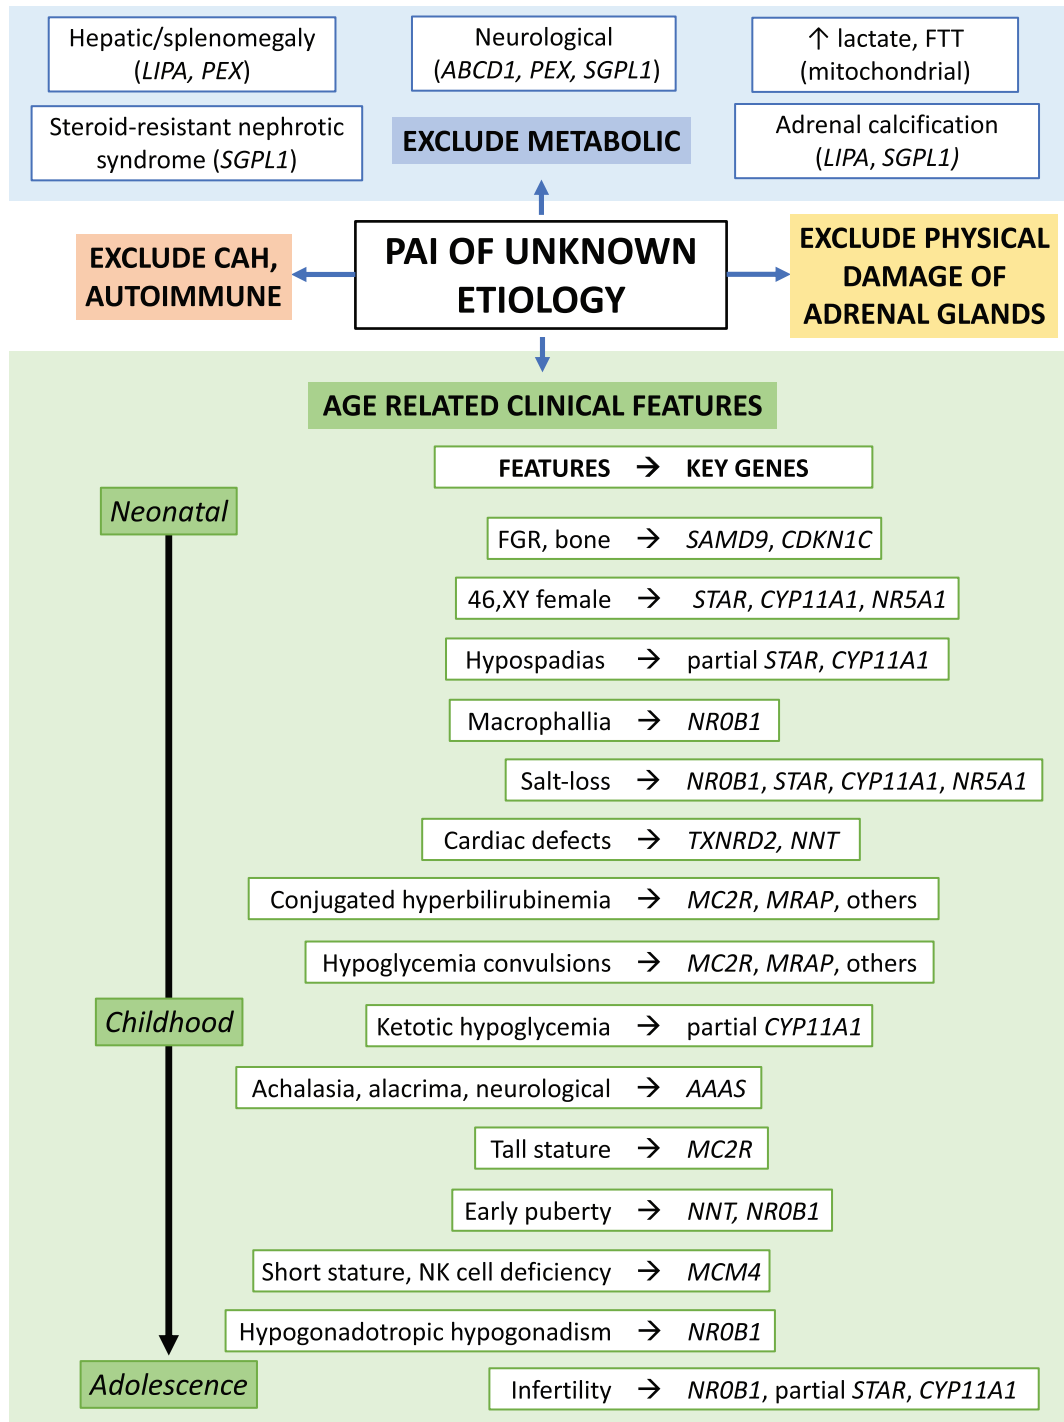 Hepatic/splenomegaly
(LIPA, PEX)
Neurological
(ABCD1, PEX, SGPL1)
↑ lactate, FTT
(mitochondrial)
Steroid-resistant nephrotic
syndrome (SGPL1)
EXCLUDE METABOLIC
Adrenal calcification
(LIPA, SGPL1)
EXCLUDE CAH,
AUTOIMMUNE
PAI OF UNKNOWN
ETIOLOGY
EXCLUDE PHYSICAL
DAMAGE OF
ADRENAL GLANDS
AGE RELATED CLINICAL FEATURES
FEATURES → KEY GENES
Neonatal
FGR, bone → SAMD9, CDKN1C
46,XY female → STAR, CYP11A1, NR5A1
Hypospadias → partial STAR, CYP11A1
Macrophallia → NR0B1
Salt-loss → NR0B1, STAR, CYP11A1, NR5A1
Cardiac defects → TXNRD2, NNT
Conjugated hyperbilirubinemia → MC2R, MRAP, others
Hypoglycemia convulsions → MC2R, MRAP, others
Childhood
Ketotic hypoglycemia → partial CYP11A1
Achalasia, alacrima, neurological → AAAS
Tall stature → MC2R
Early puberty → NNT, NR0B1
Short stature, NK cell deficiency → MCM4
Hypogonadotropic hypogonadism → NR0B1
Adolescence
Infertility → NR0B1, partial STAR, CYP11A1